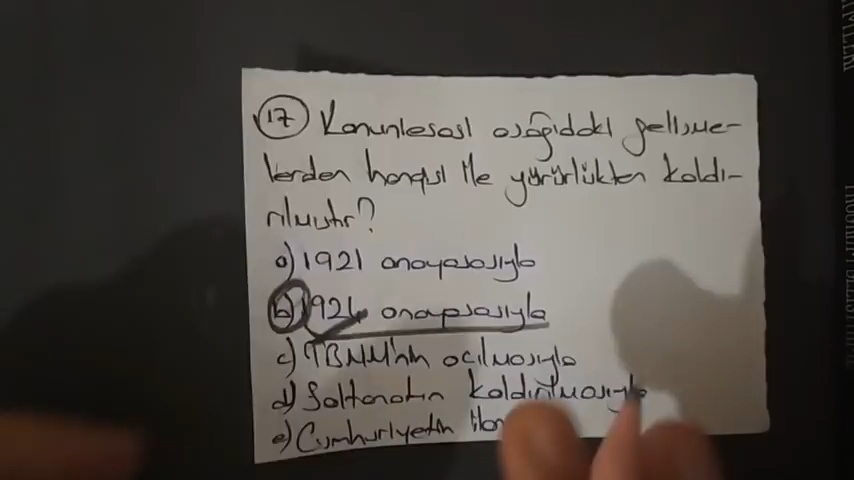 17 Kanunıesasi aşağıdaki gelişme-
lerden hangisi ile yürürlükten kaldı-
rılmıştır?
a) 1921 anayasasıyla
b) 1924 anayasasıyla
c) TBMM'nin açılmasıyla
d) Saltanatın kaldırılmasıyla
e) Cumhuriyetin